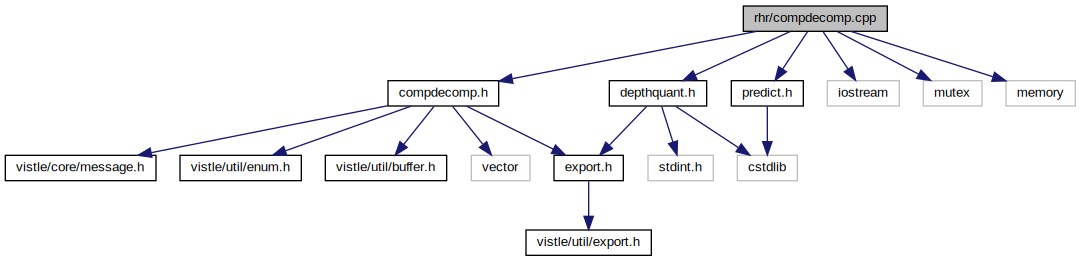 rhr/compdecomp.cpp
compdecomp.h
depthquant.h
predict.h
iostream
mutex
memory
vistle/core/message.h
vistle/util/enum.h
vistle/util/buffer.h
vector
export.h
stdint.h
cstdlib
vistle/util/export.h